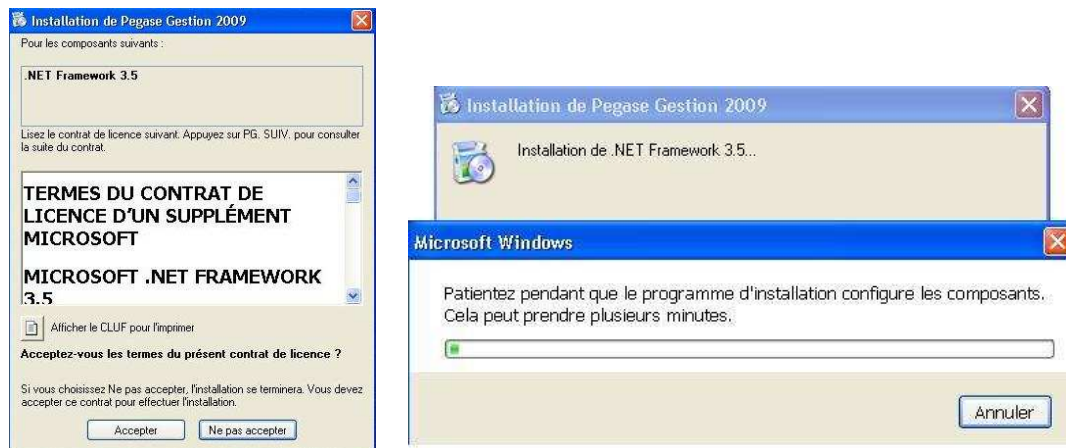 Installation de Pegase Gestion 2009
Pour les composants suivants :
.NET Framework 3.5
Lisez le contrat de licence suivant. Appuyez sur PG. SUIV. pour consulter
la suite du contrat.
TERMES DU CONTRAT DE
LICENCE D'UN SUPPLÉMENT
MICROSOFT
MICROSOFT .NET FRAMEWORK
3.5
Afficher le CLUF pour l'imprimer
Acceptez-vous les termes du présent contrat de licence ?
Si vous choisissez Ne pas accepter, l'installation se terminera. Vous devez
accepter ce contrat pour effectuer l'installation.
Accepter
Ne pas accepter
Installation de Pegase Gestion 2009
Installation de .NET Framework 3.5...
Microsoft Windows
Patientez pendant que le programme d'installation configure les composants.
Cela peut prendre plusieurs minutes.
Annuler